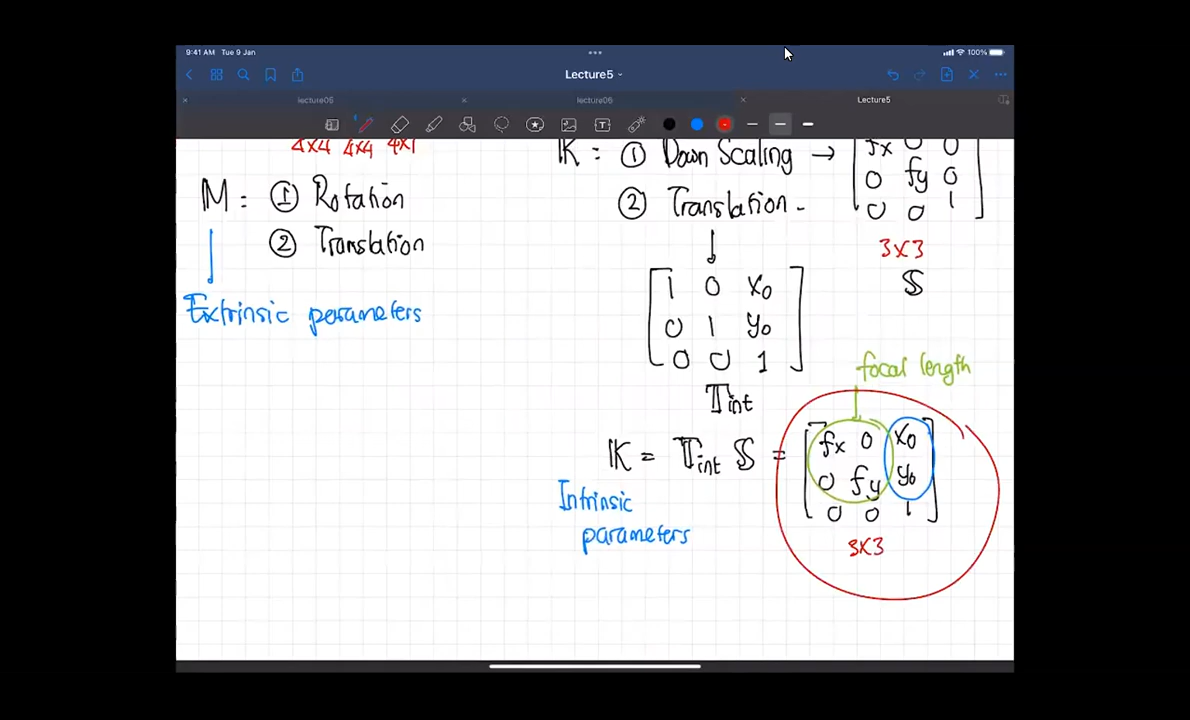 9:41 AM Tue 9 Jan
100%
Lecture5
lecture05
lecture06
Lecture5
4x4 4x4 4x1
M : ① Rotation
② Translation
Extrinsic parameters
K = ① Down Scaling → [ fx 0 0
0 fy 0
0 0 1 ]
3x3
S
② Translation
[ 1 0 x0
0 1 y0
0 0 1 ]
Tint
focal length
K = Tint S = [ fx 0 x0
0 fy y0
0 0 1 ]
3x3
Intrinsic
parameters